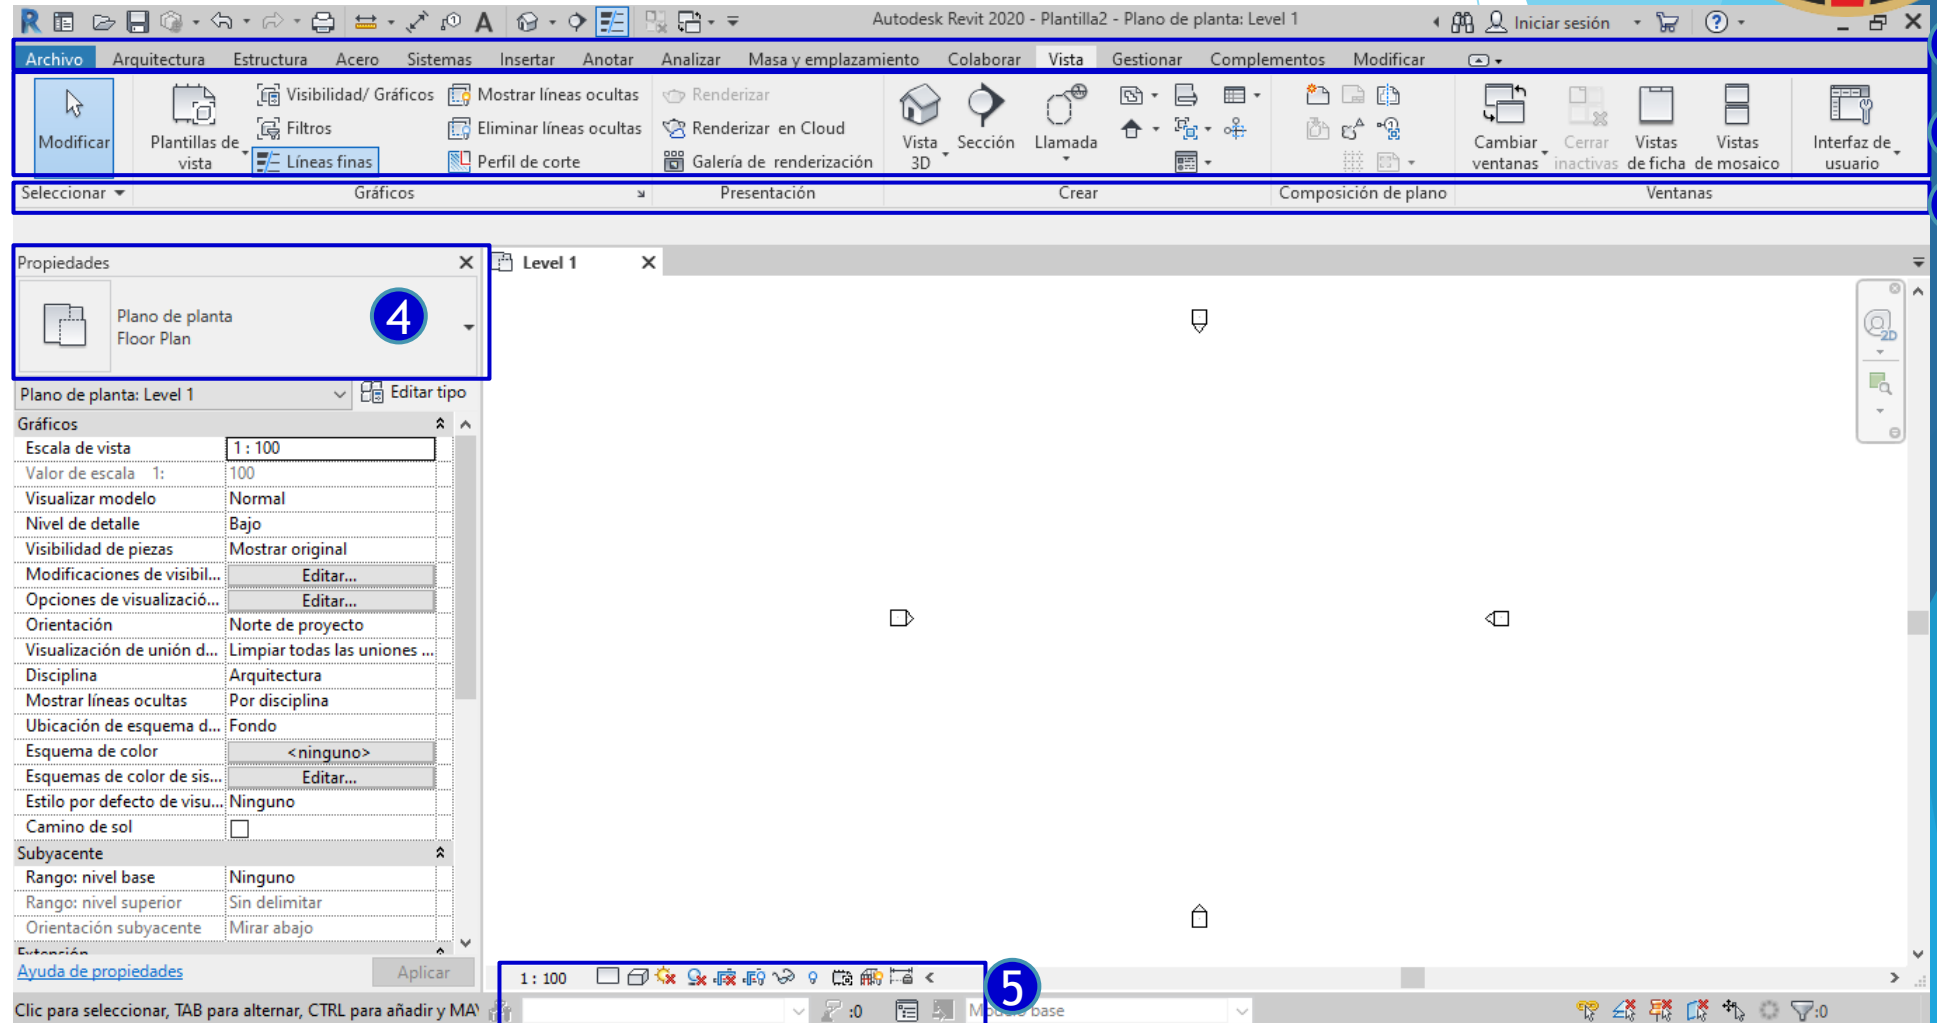 Autodesk Revit 2020 - Plantilla2 - Plano de planta: Level 1
Iniciar sesión
Archivo Arquitectura Estructura Acero Sistemas Insertar Anotar Analizar Masa y emplazamiento Colaborar Vista Gestionar Complementos Modificar
Modificar
Plantillas de vista
Visibilidad/ Gráficos
Filtros
Líneas finas
Mostrar líneas ocultas
Eliminar líneas ocultas
Perfil de corte
Renderizar
Renderizar en Cloud
Galería de renderización
Vista 3D
Sección
Llamada
Cambiar ventanas
Cerrar inactivas
Vistas de ficha
Vistas de mosaico
Interfaz de usuario
Seleccionar Gráficos Presentación Crear Composición de plano Ventanas
Propiedades
Level 1
Plano de planta
Floor Plan
4
2D
Plano de planta: Level 1
Editar tipo
Gráficos
Escala de vista 1 : 100
Valor de escala 1: 100
Visualizar modelo Normal
Nivel de detalle Bajo
Visibilidad de piezas Mostrar original
Modificaciones de visibil... Editar...
Opciones de visualizació... Editar...
Orientación Norte de proyecto
Visualización de unión d... Limpiar todas las uniones ...
Disciplina Arquitectura
Mostrar líneas ocultas Por disciplina
Ubicación de esquema d... Fondo
Esquema de color <ninguno>
Esquemas de color de sis... Editar...
Estilo por defecto de visu... Ninguno
Camino de sol
Subyacente
Rango: nivel base Ninguno
Rango: nivel superior Sin delimitar
Orientación subyacente Mirar abajo
Extensión
Ayuda de propiedades
Aplicar
1 : 100
5
Clic para seleccionar, TAB para alternar, CTRL para añadir y MAY
:0
base
:0